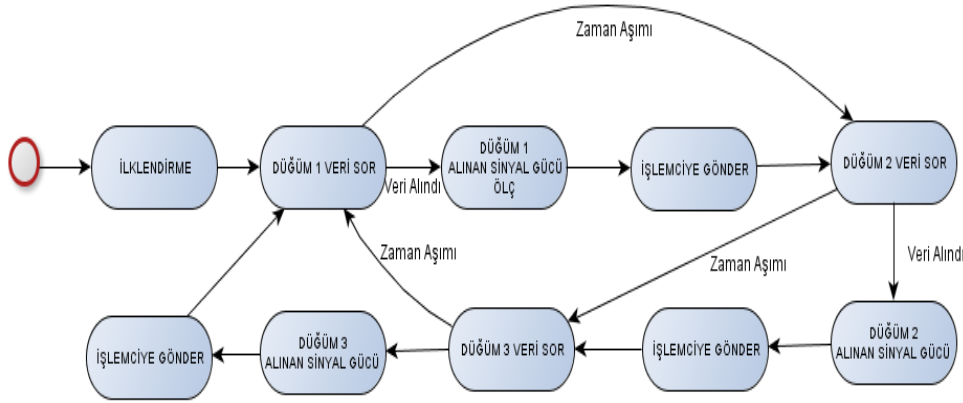 Zaman Aşımı
İLKLENDİRME
DÜĞÜM 1 VERİ SOR
Veri Alındı
DÜĞÜM 1
ALINAN SİNYAL GÜCÜ
ÖLÇ
İŞLEMCİYE GÖNDER
DÜĞÜM 2 VERİ SOR
Zaman Aşımı
Zaman Aşımı
Veri Alındı
İŞLEMCİYE GÖNDER
DÜĞÜM 3
ALINAN SİNYAL GÜCÜ
DÜĞÜM 3 VERİ SOR
İŞLEMCİYE GÖNDER
DÜĞÜM 2
ALINAN SİNYAL GÜCÜ